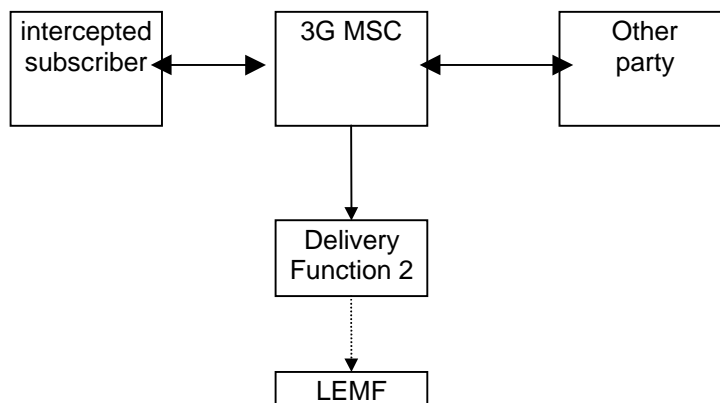 intercepted
subscriber
3G MSC
Other
party
Delivery
Function 2
LEMF